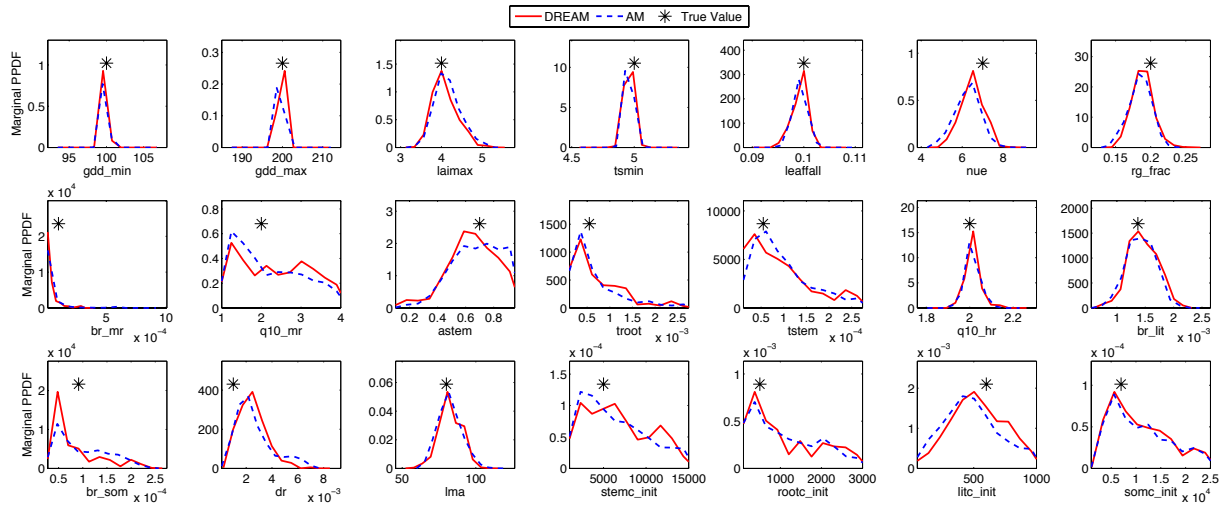 DREAM AM True Value
Marginal PPDF
1
0.5
0
95 100 105
gdd_min
0.3
0.2
0.1
0
190 200 210
gdd_max
1.5
1
0.5
0
3 4 5
laimax
10
5
0
4.5 5
tsmin
400
300
200
100
0
0.09 0.1 0.11
leaffall
1
0.5
0
4 6 8
nue
30
20
10
0
0.15 0.2 0.25
rg_frac
x 10⁴
Marginal PPDF
2
1
0
0 5 10
br_mr x 10⁻⁴
0.8
0.6
0.4
0.2
0
1 2 3 4
q10_mr
3
2
1
0
0.2 0.4 0.6 0.8
astem
1500
1000
500
0
0.5 1 1.5 2 2.5
troot x 10⁻³
10000
5000
0
0.5 1 1.5 2 2.5
tstem x 10⁻⁴
15
10
5
0
1.8 2 2.2
q10_hr
2000
1500
1000
500
0
1 1.5 2 2.5
br_lit x 10⁻³
x 10⁴
Marginal PPDF
2
1
0
0.5 1 1.5 2 2.5
br_som x 10⁻⁴
400
200
0
2 4 6 8
dr x 10⁻³
0.06
0.04
0.02
0
50 100
lma
x 10⁻⁴
1.5
1
0.5
0
5000 10000 15000
stemc_init
x 10⁻³
1
0.5
0
1000 2000 3000
rootc_init
x 10⁻³
2
1
0
500 1000
litc_init
x 10⁻⁴
1
0.5
0
0.5 1 1.5 2 2.5
somc_init x 10⁴